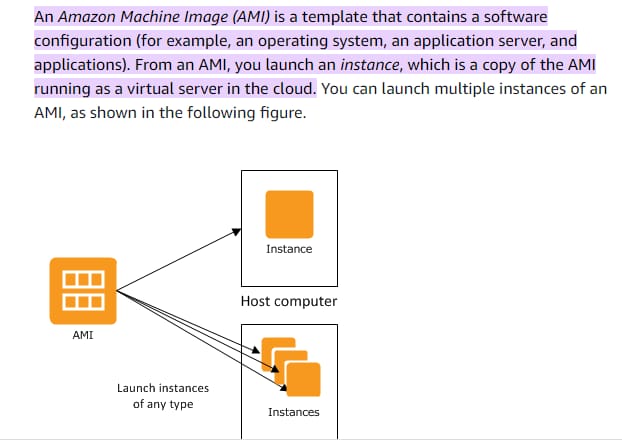 An Amazon Machine Image (AMI) is a template that contains a software
configuration (for example, an operating system, an application server, and
applications). From an AMI, you launch an instance, which is a copy of the AMI
running as a virtual server in the cloud. You can launch multiple instances of an
AMI, as shown in the following figure.
Instance
Host computer
AMI
Launch instances
of any type
Instances